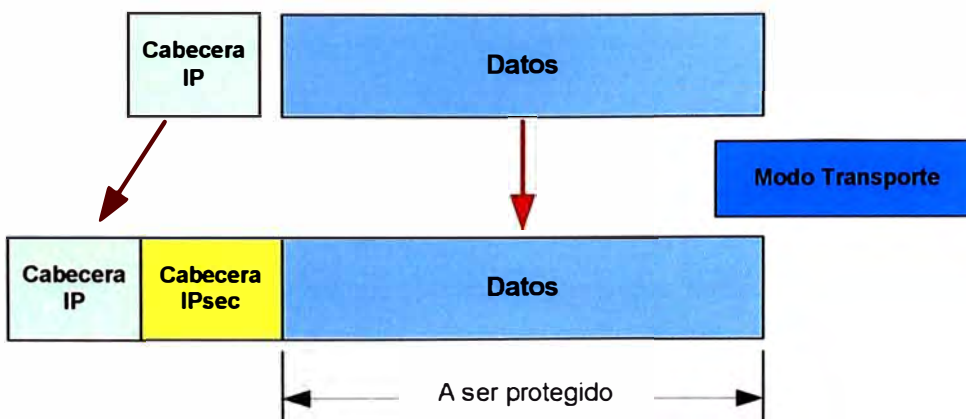 Cabecera
IP
Datos
Modo Transporte
Cabecera
IP
Cabecera
IPsec
Datos
A ser protegido